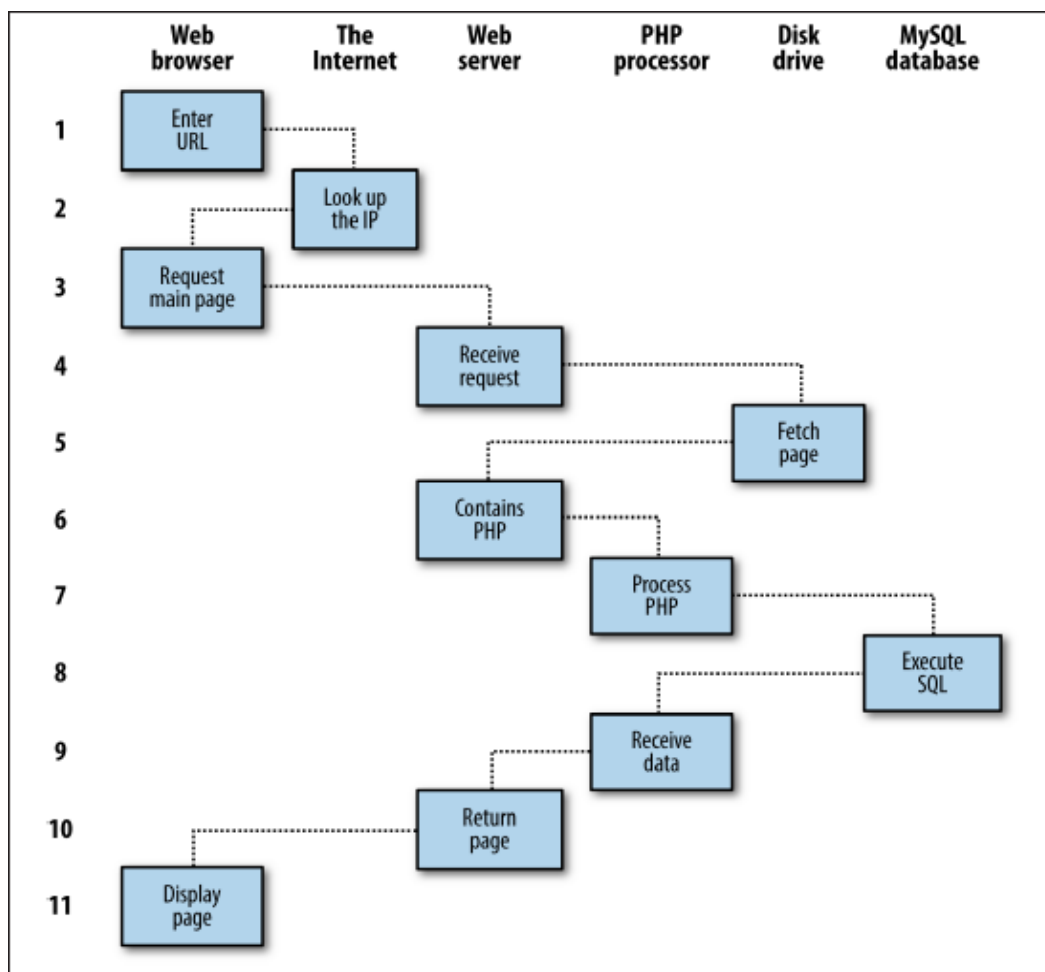 Web The Web PHP Disk MySQL
browser Internet server processor drive database
1
Enter
URL
2
Look up
the IP
3
Request
main page
4
Receive
request
5
Fetch
page
6
Contains
PHP
7
Process
PHP
8
Execute
SQL
9
Receive
data
10
Return
page
11
Display
page